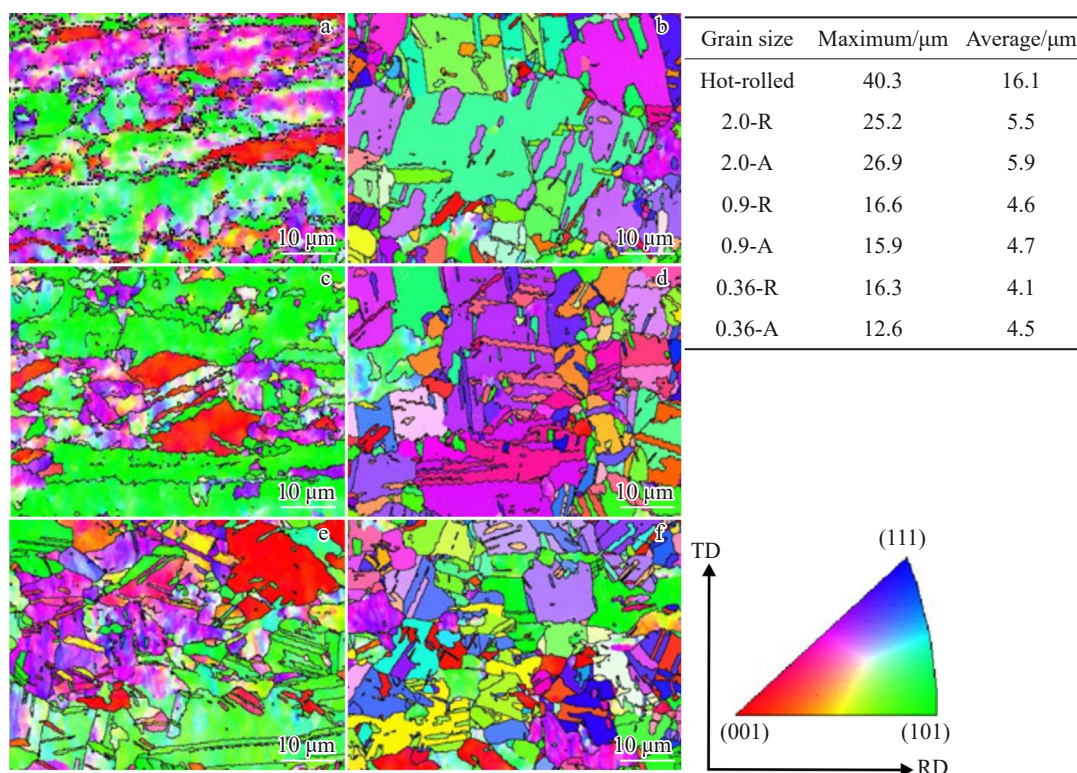 a
10 μm
b
10 μm
c
10 μm
d
10 μm
e
10 μm
f
10 μm
Grain size Maximum/μm Average/μm
Hot-rolled 40.3 16.1
2.0-R 25.2 5.5
2.0-A 26.9 5.9
0.9-R 16.6 4.6
0.9-A 15.9 4.7
0.36-R 16.3 4.1
0.36-A 12.6 4.5
TD
(111)
(001) (101)
RD